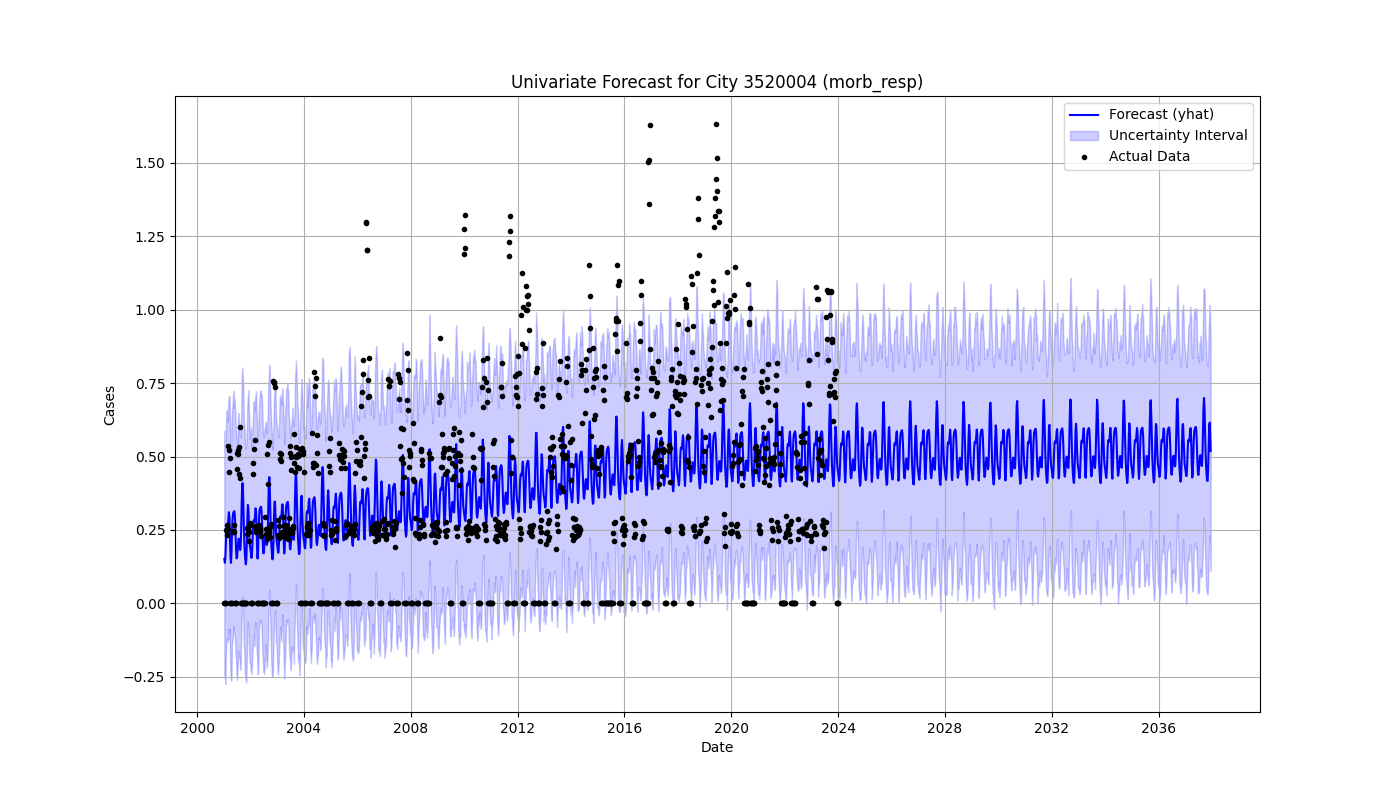 Univariate Forecast for City 3520004 (morb_resp)
Forecast (yhat)
Uncertainty Interval
Actual Data
1.50
1.25
1.00
0.75
0.50
0.25
0.00
−0.25
Cases
2000 2004 2008 2012 2016 2020 2024 2028 2032 2036
Date